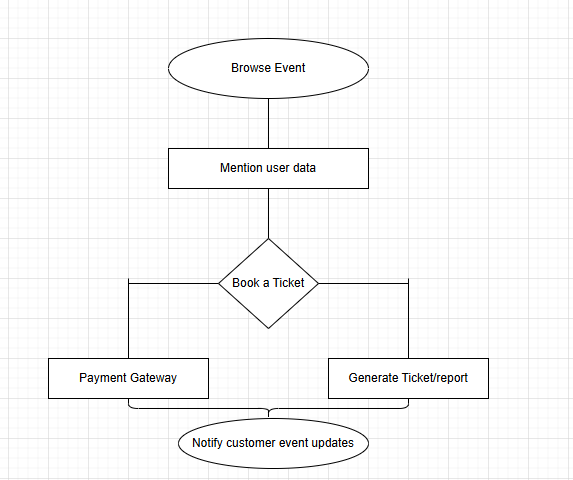 Browse Event
Mention user data
Book a Ticket
Payment Gateway
Generate Ticket/report
Notify customer event updates